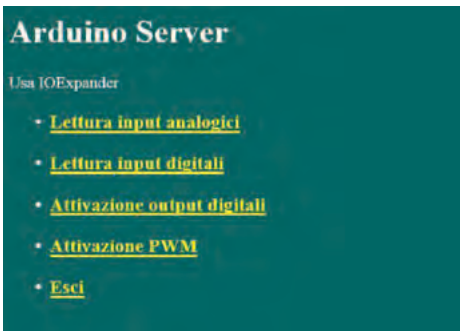 Arduino Server
Usa IOExpander
Lettura input analogici
Lettura input digitali
Attivazione output digitali
Attivazione PWM
Esci